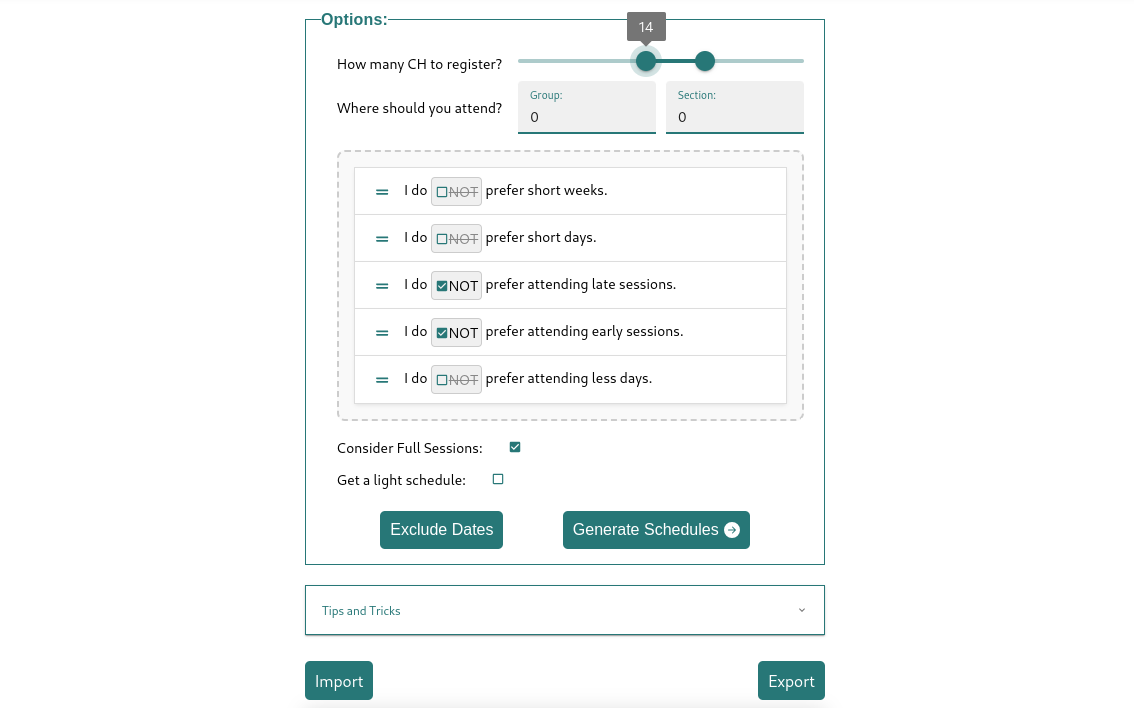 Options:
14
How many CH to register?
Where should you attend?
Group:
0
Section:
0
I do NOT prefer short weeks.
I do NOT prefer short days.
I do NOT prefer attending late sessions.
I do NOT prefer attending early sessions.
I do NOT prefer attending less days.
Consider Full Sessions:
Get a light schedule:
Exclude Dates
Generate Schedules
Tips and Tricks
Import
Export